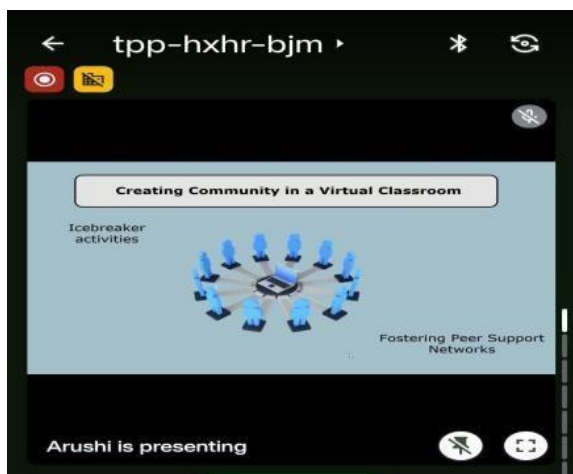 tpp-hxhr-bjm
Creating Community in a Virtual Classroom
Icebreaker
activities
Fostering Peer Support
Networks
Arushi is presenting